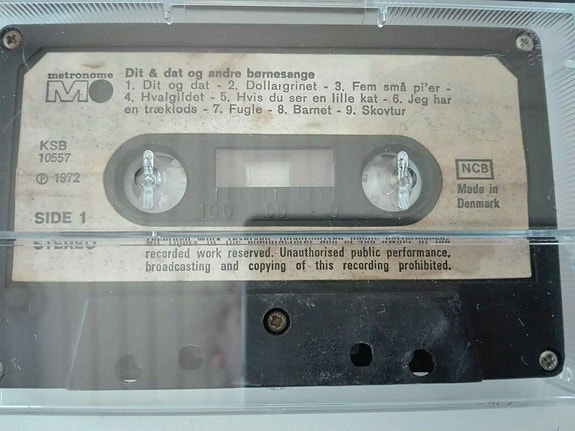 metronome
Dit & dat og andre børnesange
1. Dit og dat - 2. Dollargrinet - 3. Fem små pi'er -
4. Hvalgildet - 5. Hvis du ser en lille kat - 6. Jeg har
en træklods - 7. Fugle - 8. Barnet - 9. Skovtur
KSB
10557
℗ 1972
SIDE 1
STEREO
100 50 0
NCB
Made in
Denmark
recorded work reserved. Unauthorised public performance,
broadcasting and copying of this recording prohibited.